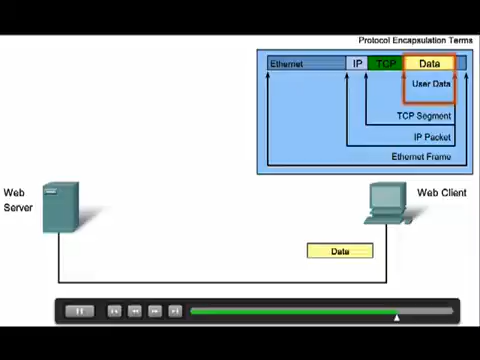 Protocol Encapsulation Terms
Ethernet IP TCP Data
User Data
TCP Segment
IP Packet
Ethernet Frame
Web Server
Web Client
Data